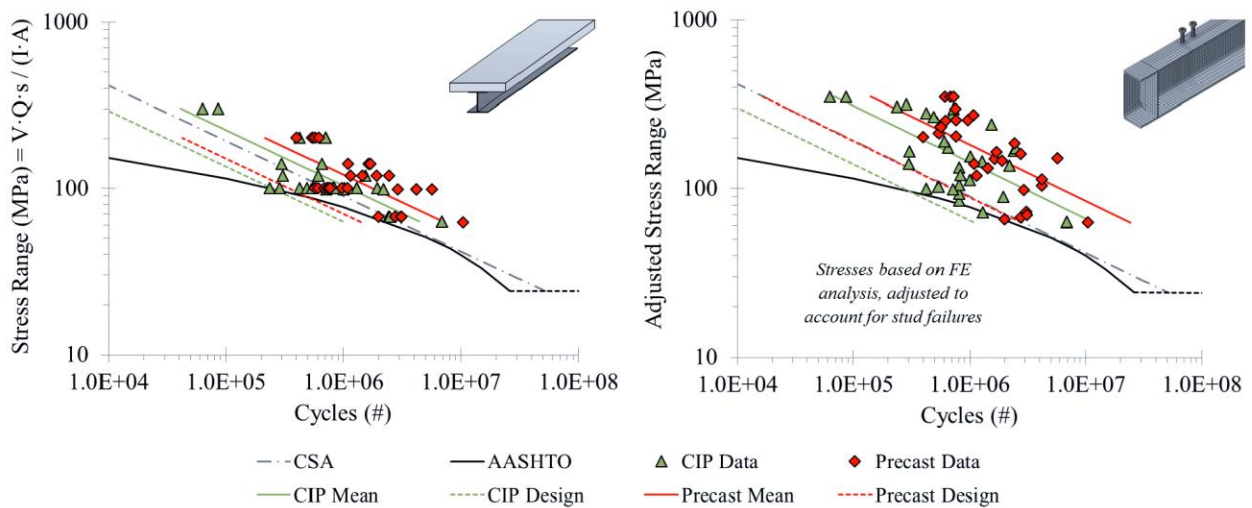 Stress Range (MPa) = V·Q·s / (I·A)
1000
100
10
1.0E+04
1.0E+05
1.0E+06
1.0E+07
1.0E+08
Cycles (#)
Adjusted Stress Range (MPa)
1000
100
10
Stresses based on FE
analysis, adjusted to
account for stud failures
1.0E+04
1.0E+05
1.0E+06
1.0E+07
1.0E+08
Cycles (#)
CSA
AASHTO
CIP Data
Precast Data
CIP Mean
CIP Design
Precast Mean
Precast Design